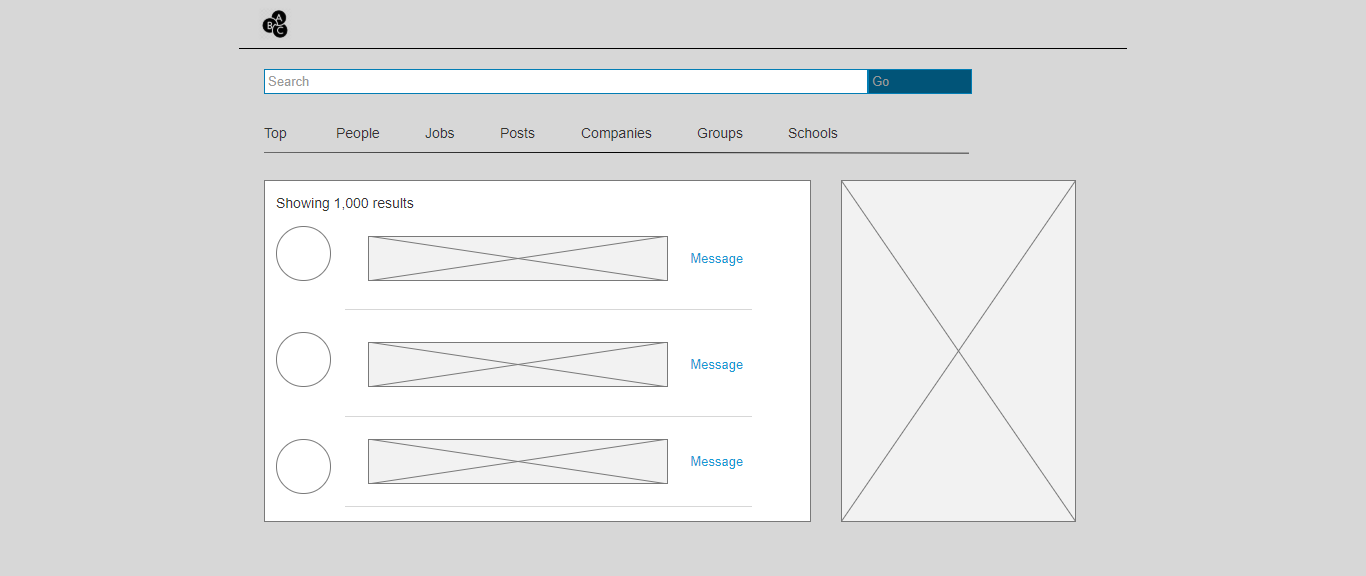 A
B
C
Search
Go
Top People Jobs Posts Companies Groups Schools
Showing 1,000 results
Message
Message
Message